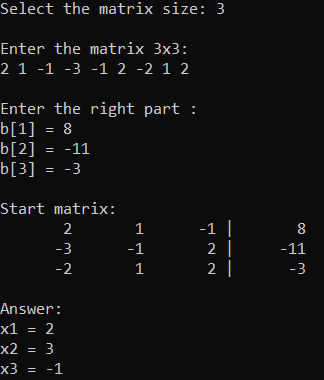 Select the matrix size: 3
Enter the matrix 3x3:
2 1 -1 -3 -1 2 -2 1 2
Enter the right part :
b[1] = 8
b[2] = -11
b[3] = -3
Start matrix:
2 1 -1 | 8
-3 -1 2 | -11
-2 1 2 | -3
Answer:
x1 = 2
x2 = 3
x3 = -1